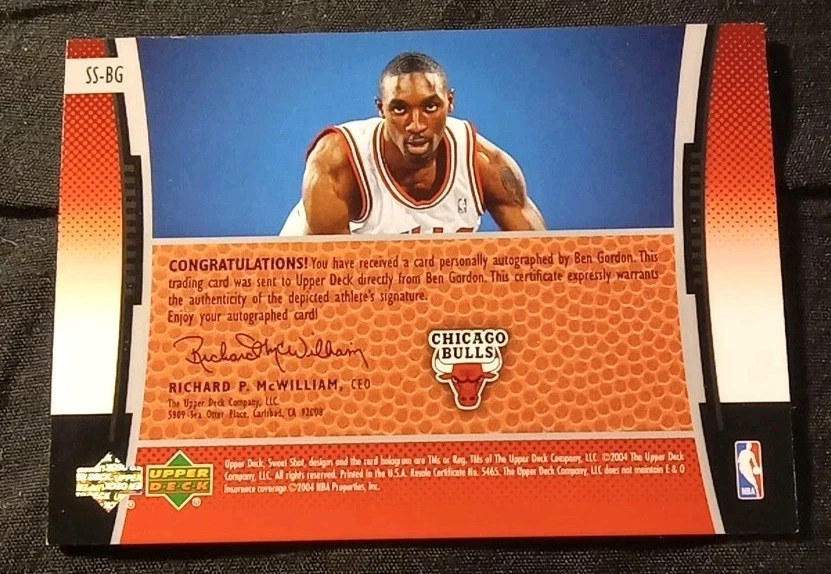 SS-BG
CONGRATULATIONS! You have received a card personally autographed by Ben Gordon. This
trading card was sent to Upper Deck directly from Ben Gordon. This certificate expressly warrants
the authenticity of the depicted athlete's signature.
Enjoy your autographed card!
Richard McWilliam
RICHARD P. McWILLIAM, CEO
The Upper Deck Company, LLC
5909 Sea Otter Place, Carlsbad, CA 92008
CHICAGO
BULLS
UPPER
DECK
®
®
Upper Deck, Sweet Shot, designs and the card hologram are TMs or Reg. TMs of The Upper Deck Company, LLC. ©2004 The Upper Deck
Company, LLC. All rights reserved. Printed in the U.S.A. Resale Certificate No. 5465. The Upper Deck Company, LLC does not maintain E & O
Insurance coverage. ©2004 NBA Properties, Inc.
NBA